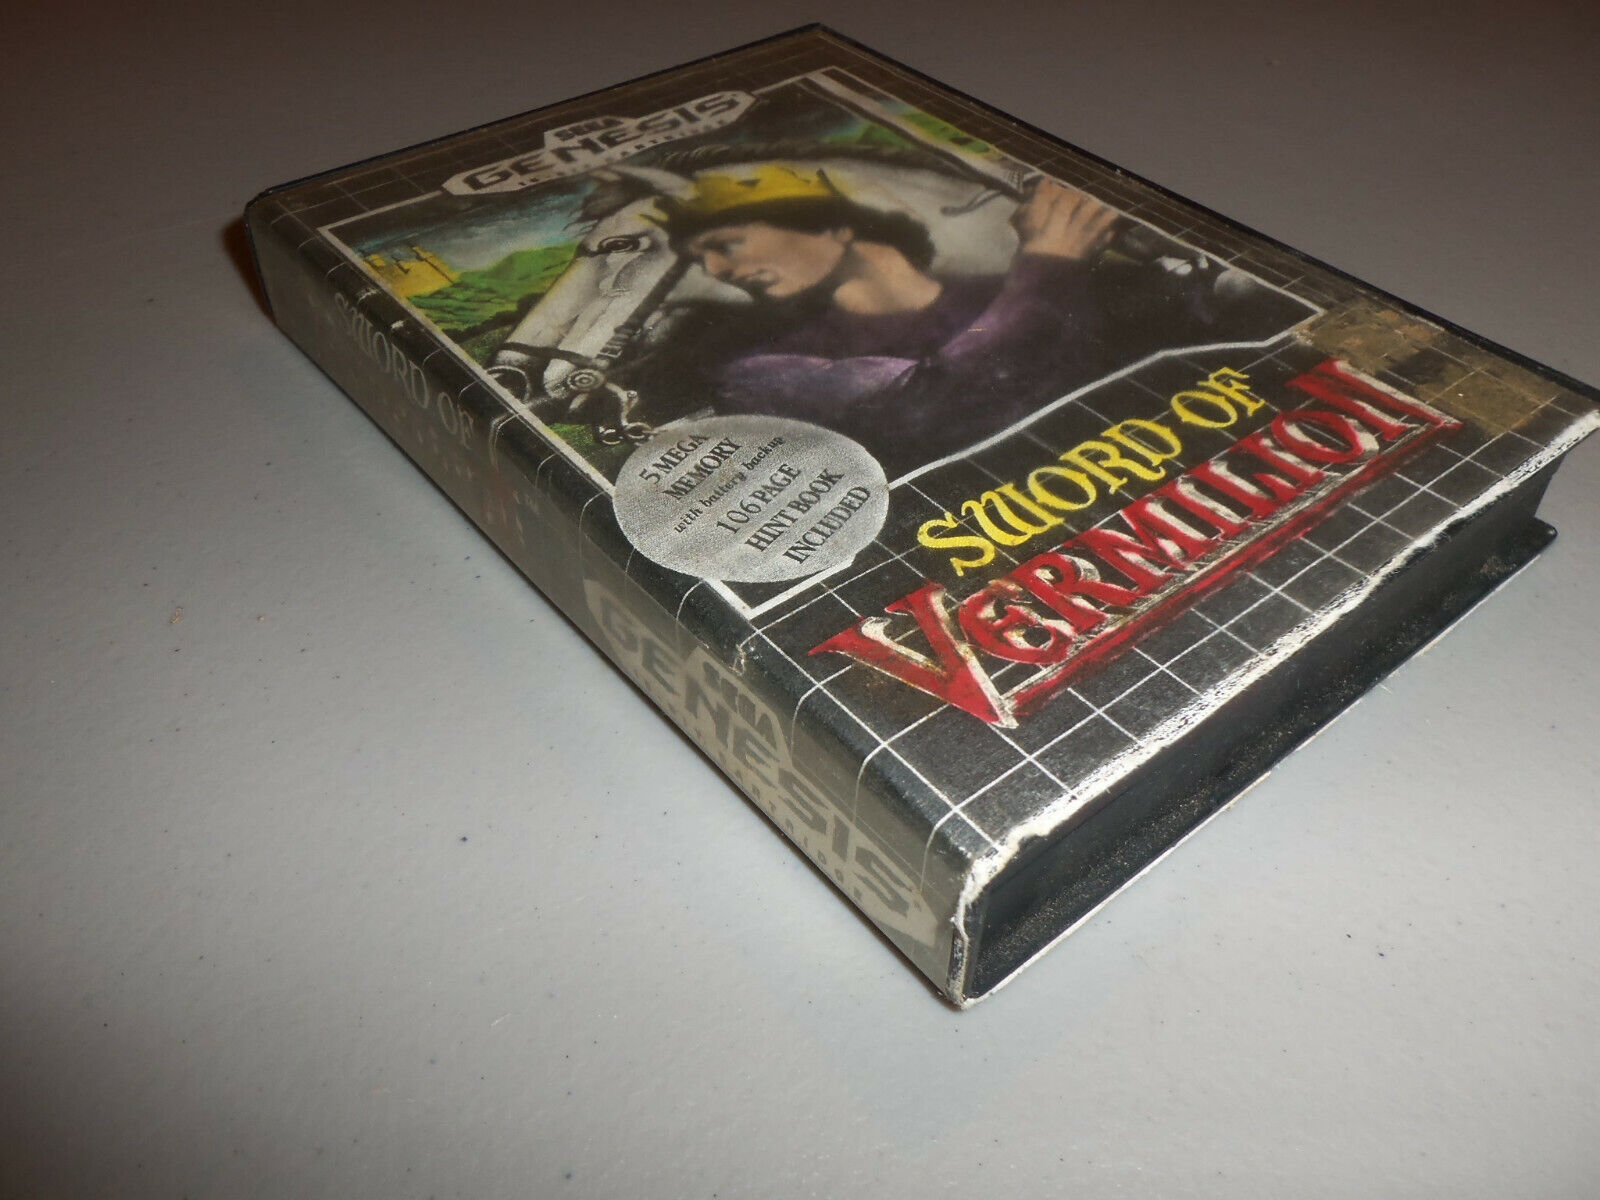 SEGA
GENESIS
5 MEGA
MEMORY
with battery backup
106 PAGE
HINT BOOK
INCLUDED
SWORD OF
VERMILION
SWORD OF
TM
SEGA
GENESIS